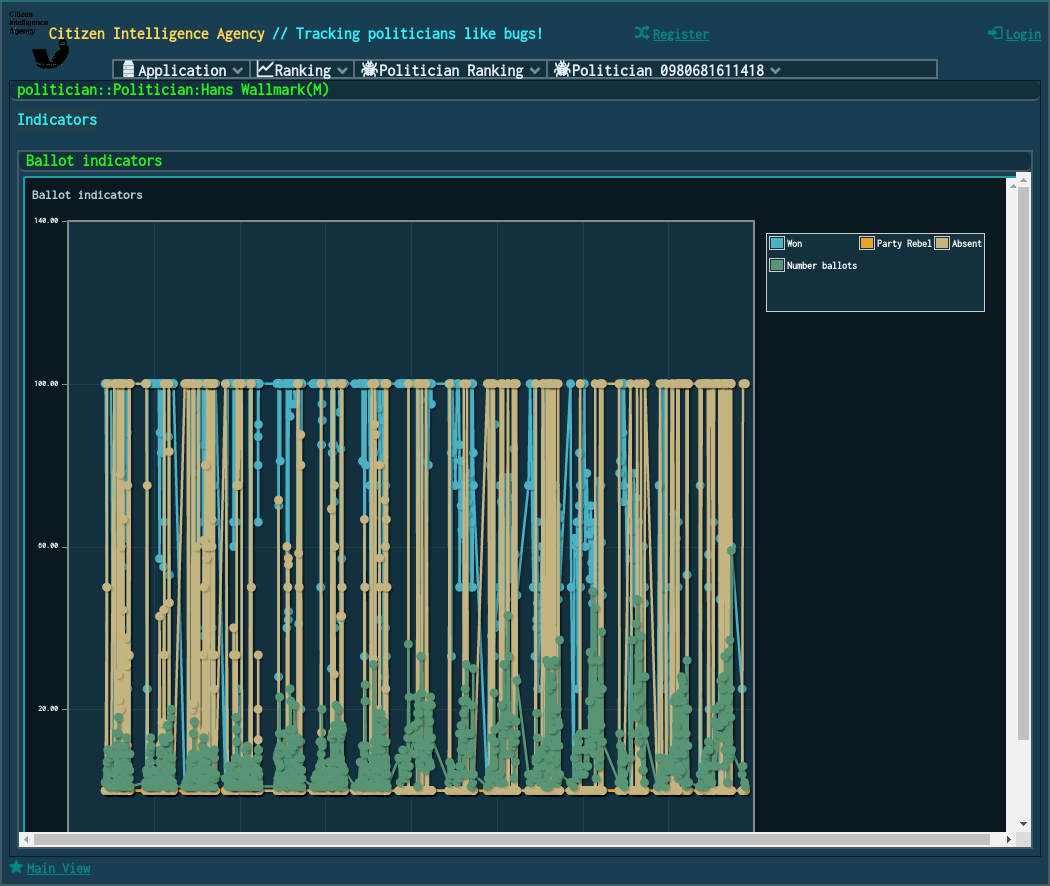 Citizen
Intelligence
Agency
Citizen Intelligence Agency // Tracking politicians like bugs!
Register
Login
Application
Ranking
Politician Ranking
Politician 0980681611418
politician::Politician:Hans Wallmark(M)
Indicators
Ballot indicators
Ballot indicators
140.00
Won
Party Rebel
Absent
Number ballots
100.00
60.00
20.00
Main View